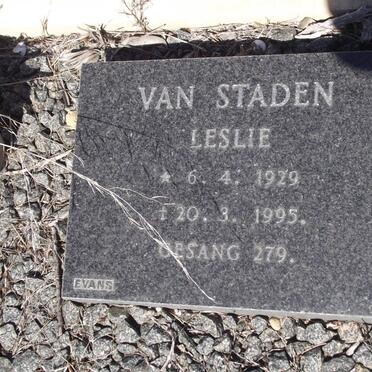 VAN STADEN
LESLIE
* 6. 4. 1929
† 20. 3. 1995.
GESANG 279.
EVANS